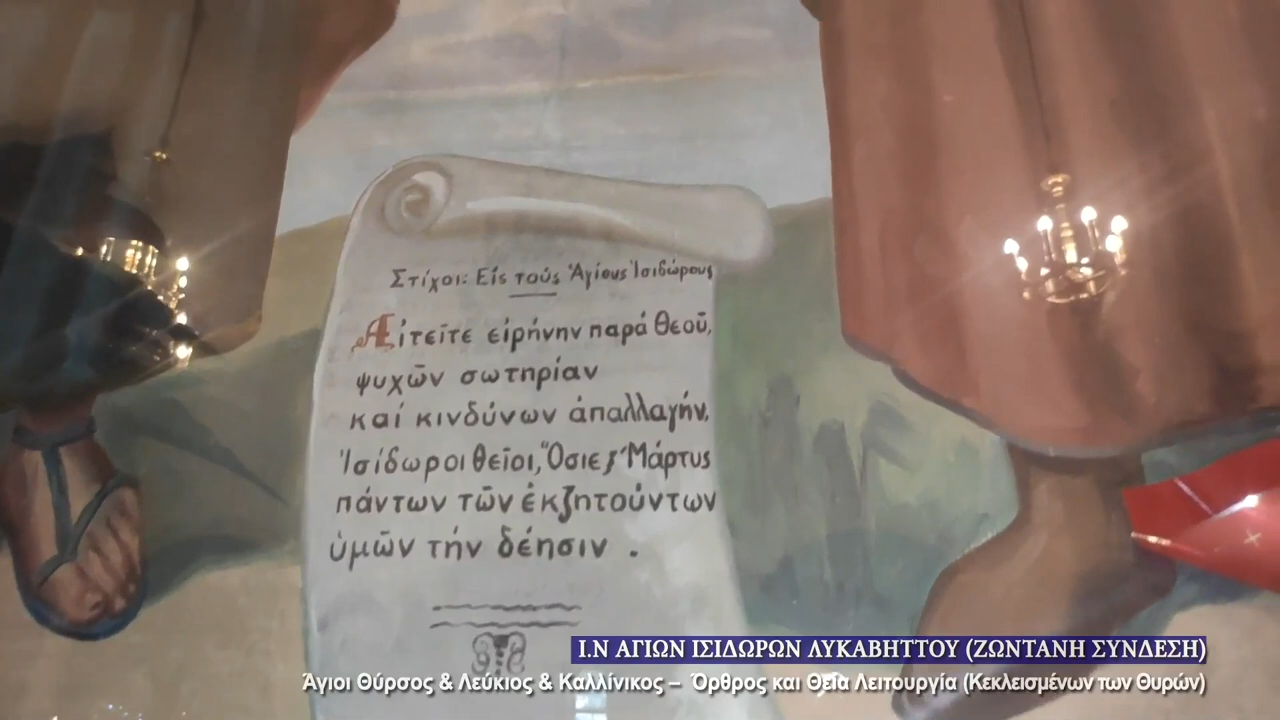 Στίχοι: Εἰς τούς Ἁγίους Ἰσιδώρους
Αἰτεῖτε εἰρήνην παρά Θεοῦ,
ψυχῶν σωτηρίαν
καί κινδύνων ἀπαλλαγήν,
Ἰσίδωροι θεῖοι, Ὅσιε ϗ Μάρτυς
πάντων τῶν ἐκζητούντων
ὑμῶν τήν δέησιν .
Ι.Ν ΑΓΙΩΝ ΙΣΙΔΩΡΩΝ ΛΥΚΑΒΗΤΤΟΥ (ΖΩΝΤΑΝΗ ΣΥΝΔΕΣΗ)
Άγιοι Θύρσος & Λεύκιος & Καλλίνικος – Όρθρος και Θεία Λειτουργία (Κεκλεισμένων των Θυρών)